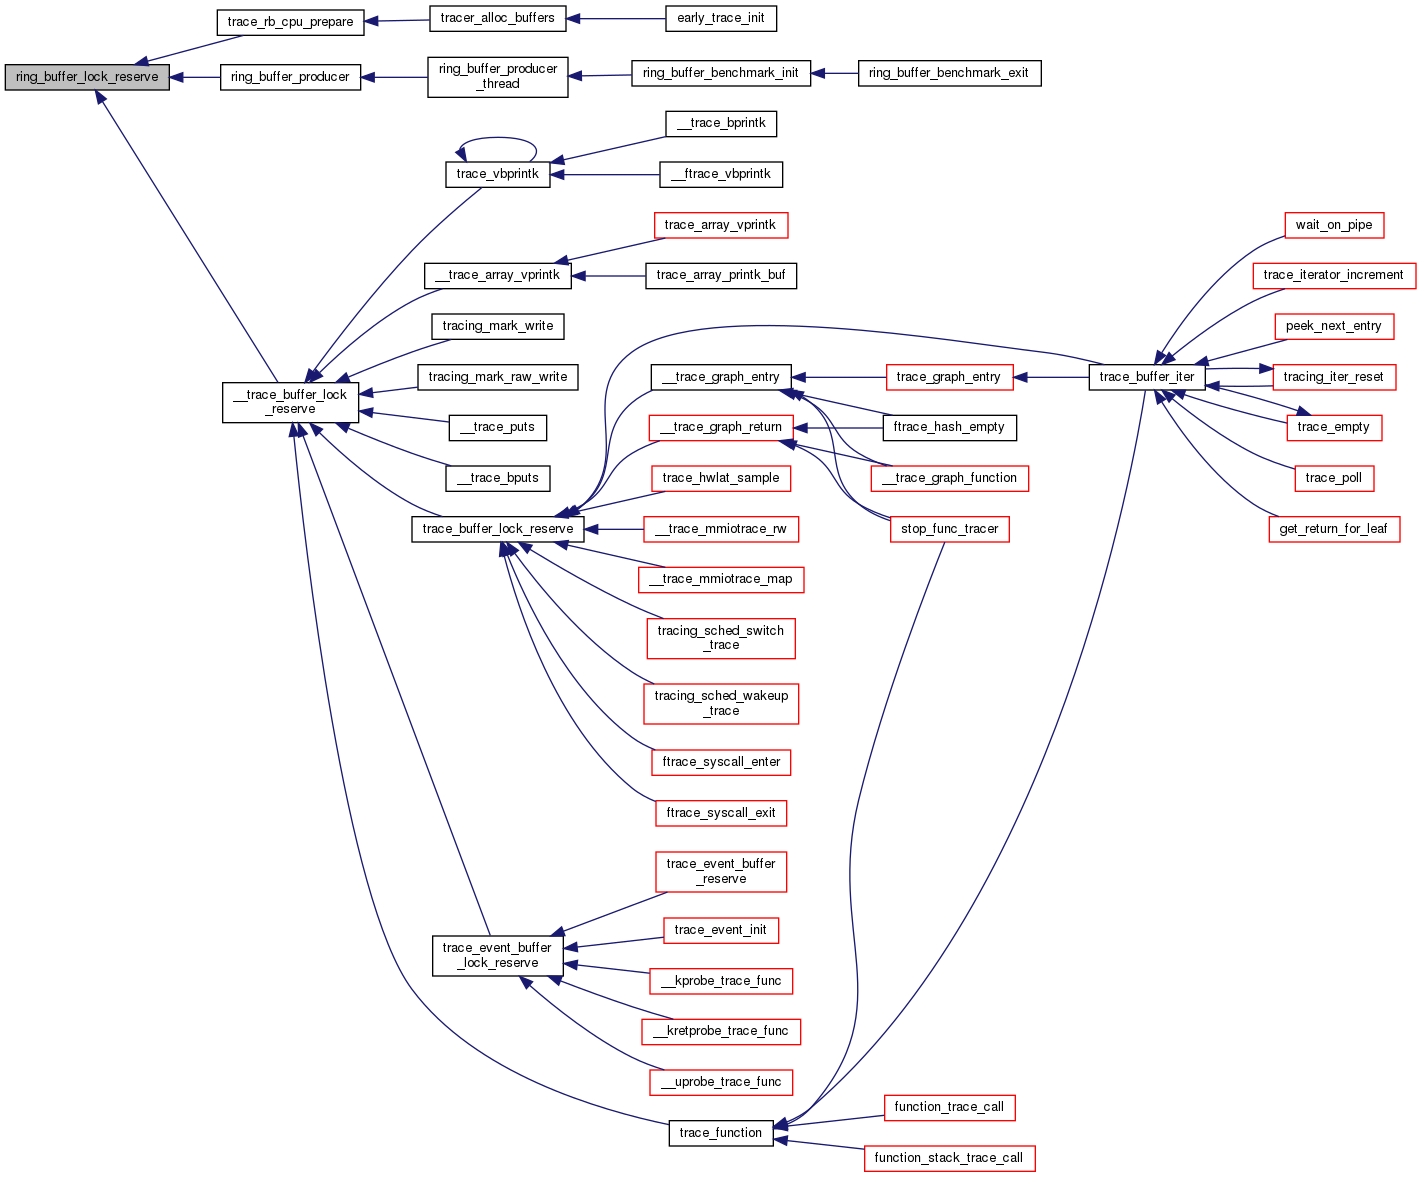 trace_rb_cpu_prepare
tracer_alloc_buffers
early_trace_init
ring_buffer_lock_reserve
ring_buffer_producer
ring_buffer_producer
_thread
ring_buffer_benchmark_init
ring_buffer_benchmark_exit
__trace_bprintk
trace_vbprintk
__ftrace_vbprintk
trace_array_vprintk
__trace_array_vprintk
trace_array_printk_buf
tracing_mark_write
tracing_mark_raw_write
__trace_buffer_lock
_reserve
__trace_puts
__trace_bputs
trace_buffer_lock_reserve
__trace_graph_entry
trace_graph_entry
trace_buffer_iter
__trace_graph_return
ftrace_hash_empty
trace_hwlat_sample
__trace_graph_function
__trace_mmiotrace_rw
stop_func_tracer
__trace_mmiotrace_map
tracing_sched_switch
_trace
tracing_sched_wakeup
_trace
ftrace_syscall_enter
ftrace_syscall_exit
wait_on_pipe
trace_iterator_increment
peek_next_entry
tracing_iter_reset
trace_empty
trace_poll
get_return_for_leaf
trace_event_buffer
_reserve
trace_event_init
trace_event_buffer
_lock_reserve
__kprobe_trace_func
__kretprobe_trace_func
__uprobe_trace_func
function_trace_call
trace_function
function_stack_trace_call